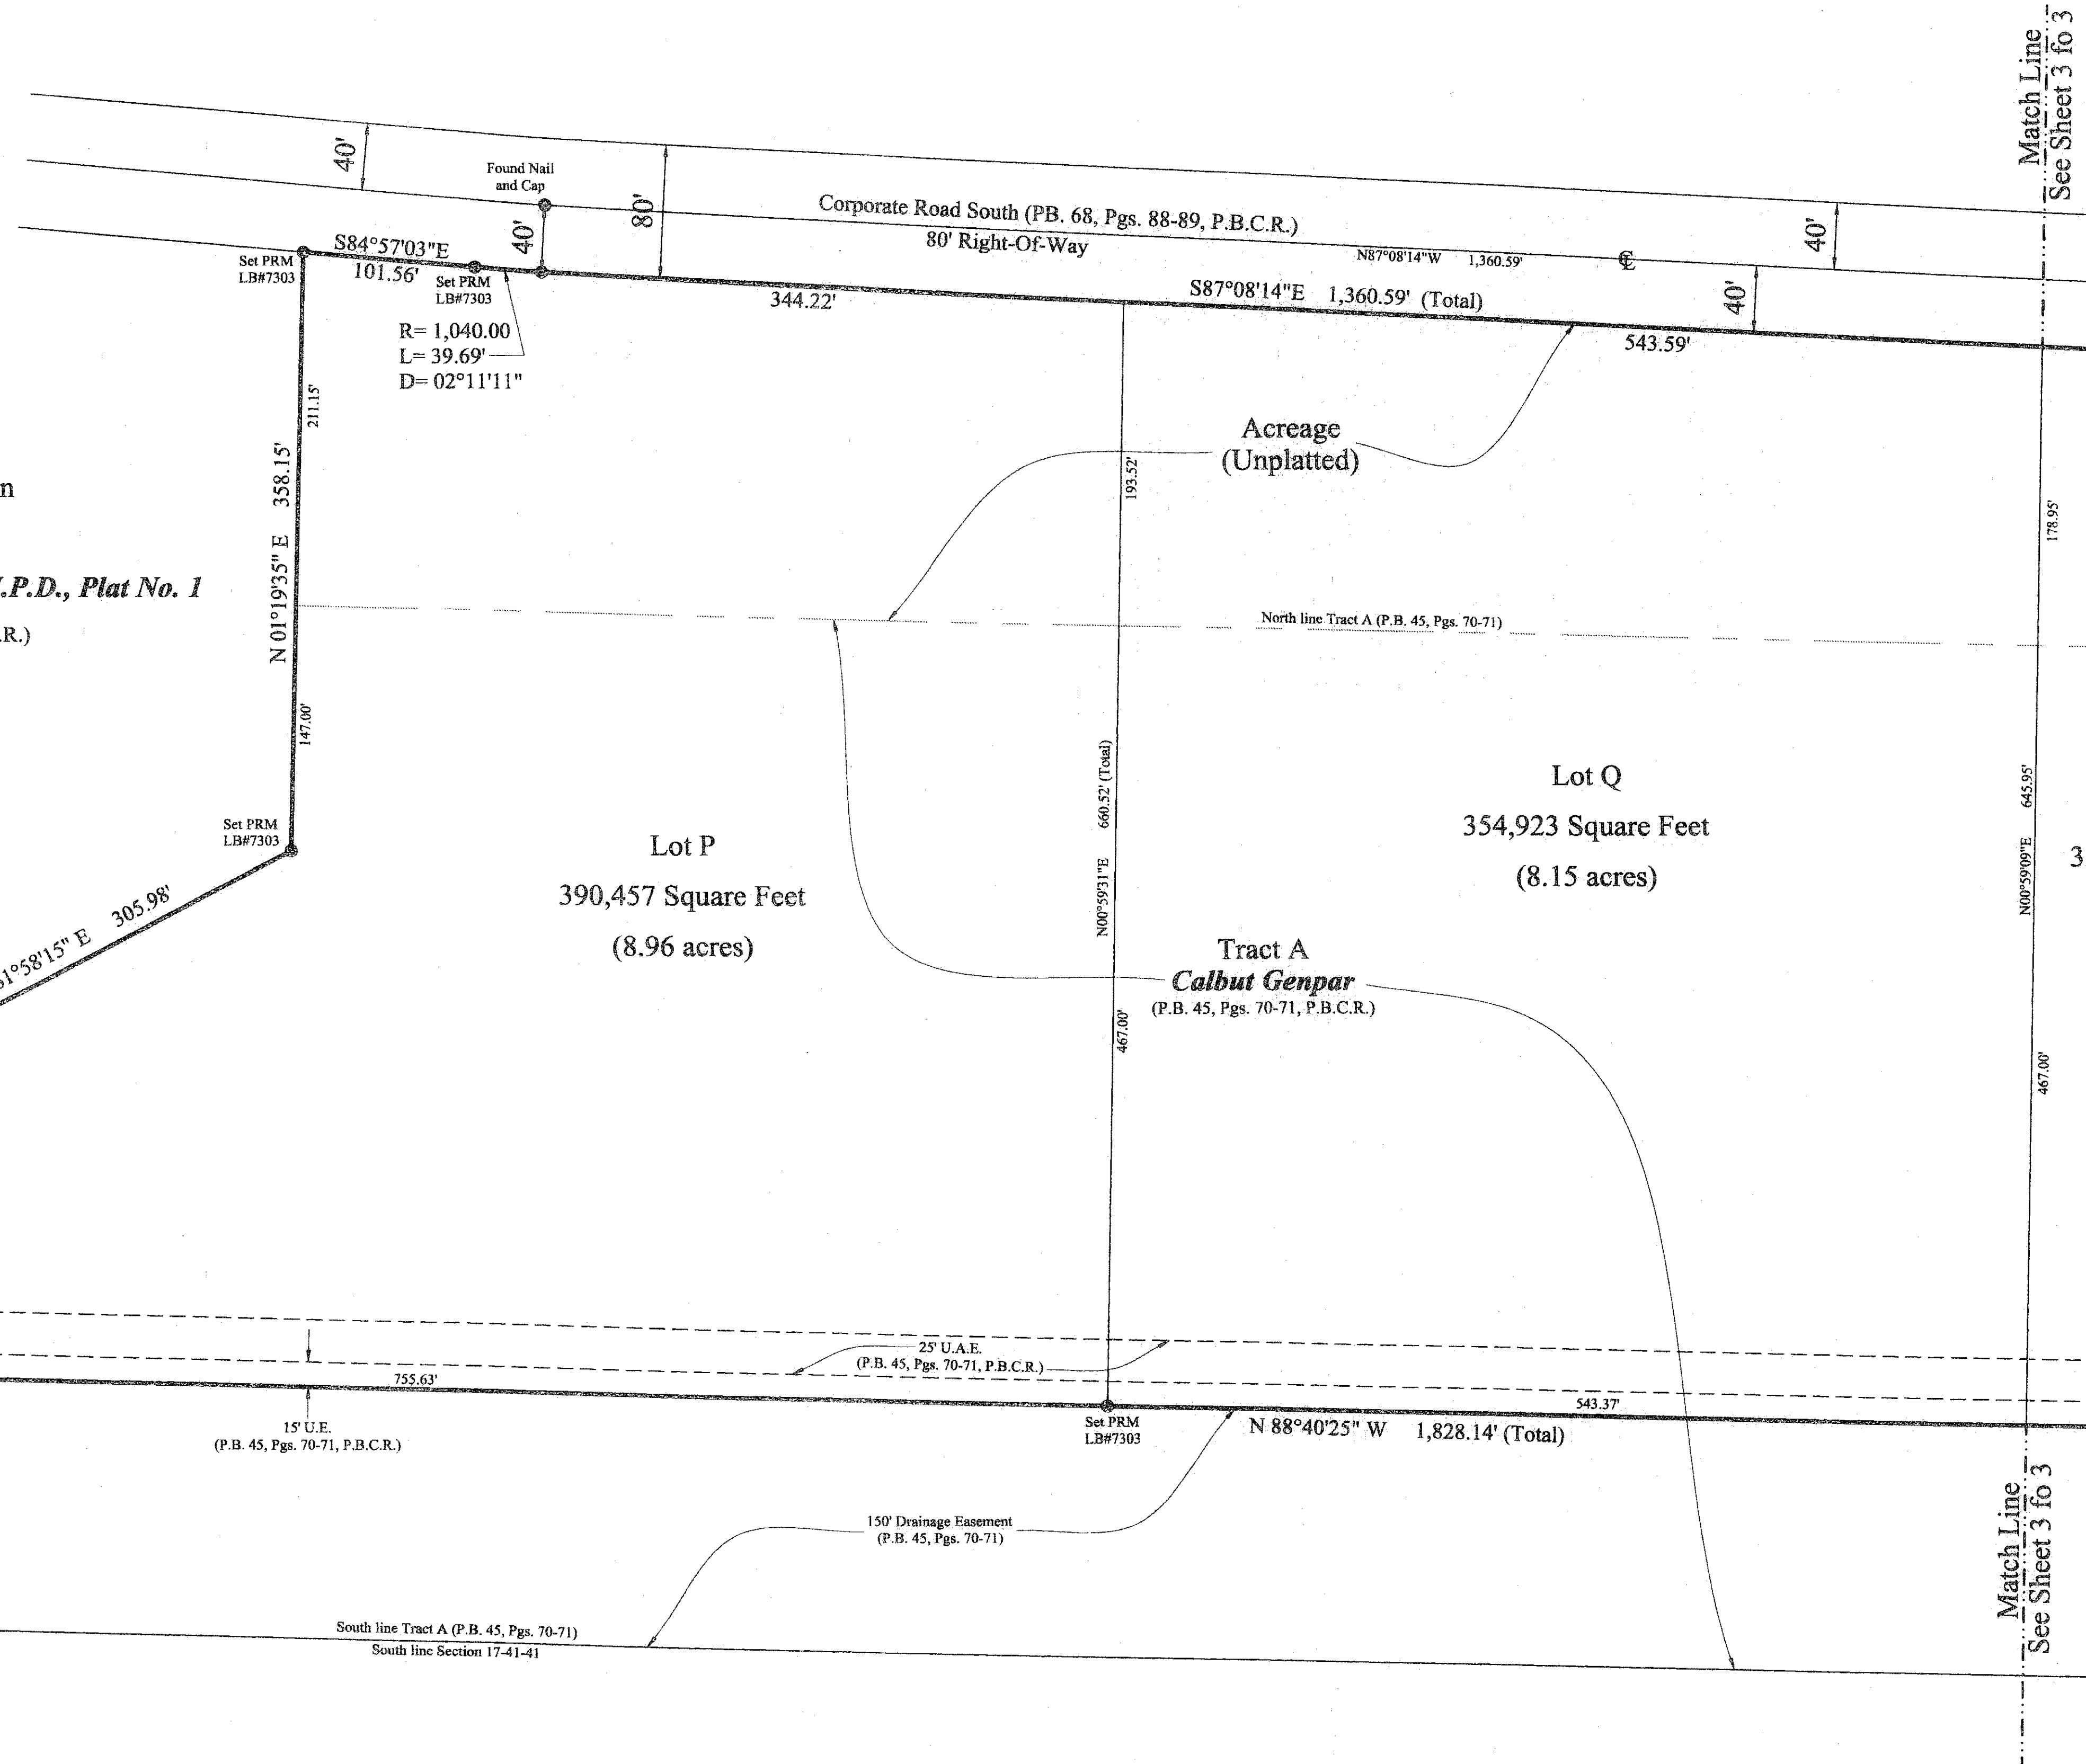 Match Line
See Sheet 3 fo 3
40'
Found Nail
and Cap
40'
80'
Corporate Road South (PB. 68, Pgs. 88-89, P.B.C.R.)
80' Right-Of-Way
N87°08'14"W 1,360.59'
40'
S84°57'03"E
101.56'
Set PRM
LB#7303
Set PRM
LB#7303
344.22'
S87°08'14"E 1,360.59' (Total)
40'
543.59'
R= 1,040.00
L= 39.69'
D= 02°11'11"
211.15'
N 01°19'35" E 358.15'
147.00'
Acreage
(Unplatted)
193.52'
178.95'
n
.P.D., Plat No. 1
.R.)
North line Tract A (P.B. 45, Pgs. 70-71)
Set PRM
LB#7303
305.98'
1°58'15" E
Lot P
390,457 Square Feet
(8.96 acres)
N00°59'31"E 660.52' (Total)
467.00'
Lot Q
354,923 Square Feet
(8.15 acres)
N00°59'09"E 645.95'
3
467.00'
Tract A
Calbut Genpar
(P.B. 45, Pgs. 70-71, P.B.C.R.)
25' U.A.E.
(P.B. 45, Pgs. 70-71, P.B.C.R.)
755.63'
15' U.E.
(P.B. 45, Pgs. 70-71, P.B.C.R.)
Set PRM
LB#7303
543.37'
N 88°40'25" W 1,828.14' (Total)
150' Drainage Easement
(P.B. 45, Pgs. 70-71)
South line Tract A (P.B. 45, Pgs. 70-71)
South line Section 17-41-41
Match Line
See Sheet 3 fo 3